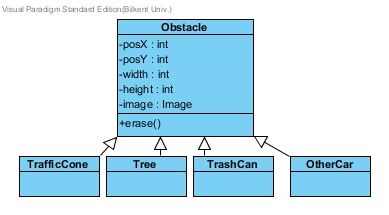 Visual Paradigm Standard Edition(Bilkent Univ.)
Obstacle
-posX : int
-posY : int
-width : int
-height : int
-image : Image
+erase()
TrafficCone Tree TrashCan OtherCar